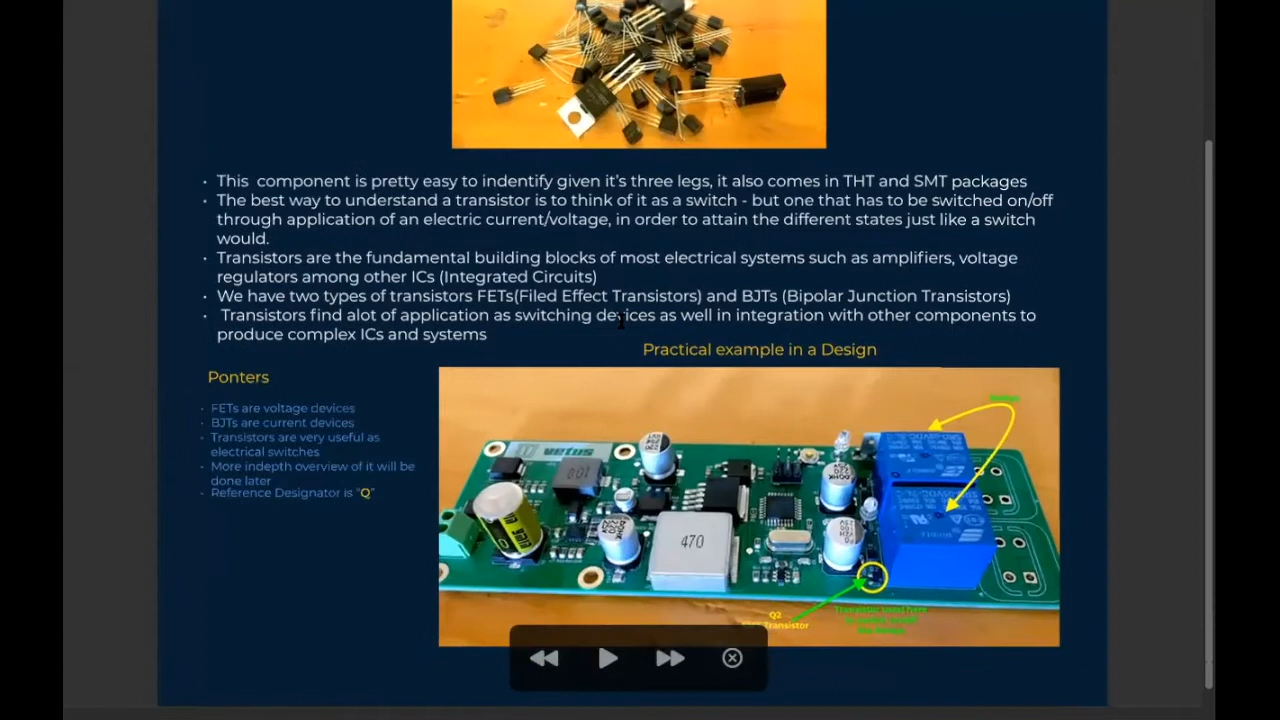 • This component is pretty easy to indentify given it's three legs, it also comes in THT and SMT packages
• The best way to understand a transistor is to think of it as a switch - but one that has to be switched on/off
through application of an electric current/voltage, in order to attain the different states just like a switch
would.
• Transistors are the fundamental building blocks of most electrical systems such as amplifiers, voltage
regulators among other ICs (Integrated Circuits)
• We have two types of transistors FETs(Filed Effect Transistors) and BJTs (Bipolar Junction Transistors)
• Transistors find alot of application as switching devices as well in integration with other components to
produce complex ICs and systems
Practical example in a Design
Ponters
• FETs are voltage devices
• BJTs are current devices
• Transistors are very useful as
electrical switches
• More indepth overview of it will be
done later
• Reference Designator is "Q"
vetus
220
100
470
Q2
Transistor
Transistor used here